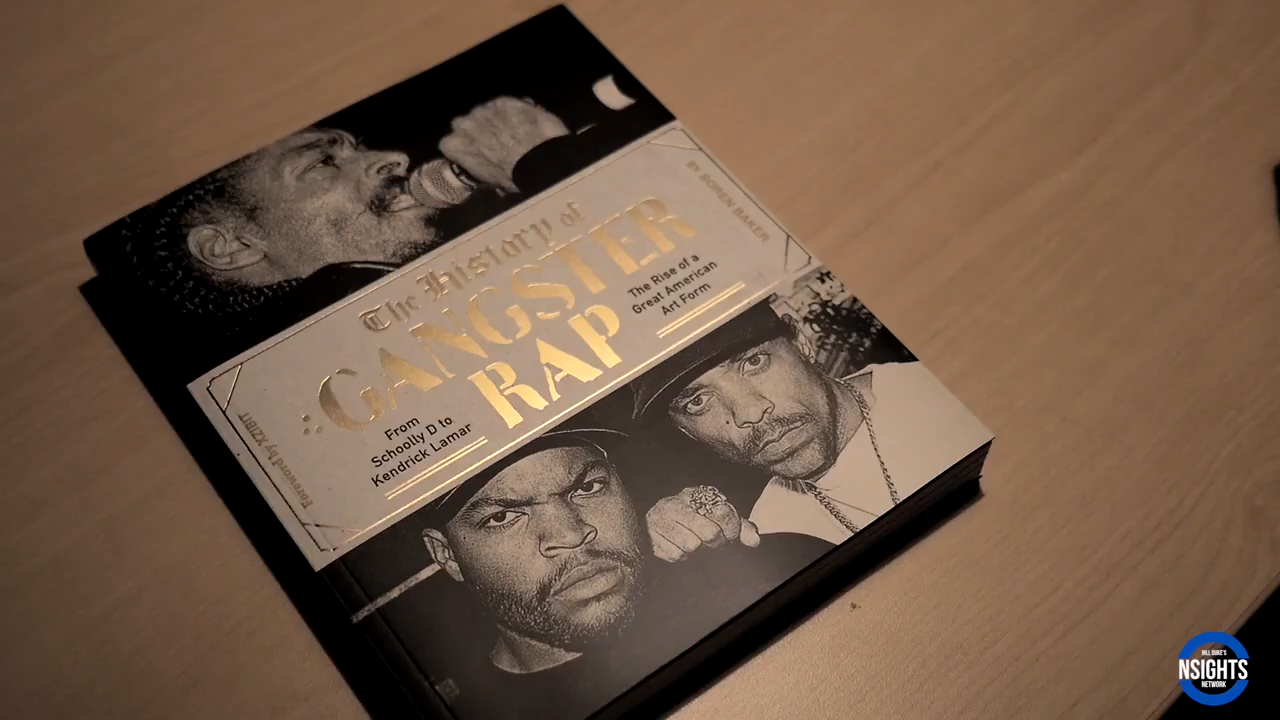 The History of
GANGSTER
RAP
The Rise of a
Great American
Art Form
From
Schoolly D to
Kendrick Lamar
BY SOREN BAKER
Foreword by XZIBIT
BILL DUKE'S
NSIGHTS
NETWORK